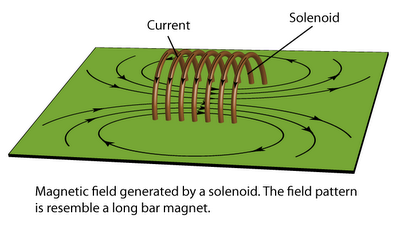 Solenoid
Current
Magnetic field generated by a solenoid. The field pattern
is resemble a long bar magnet.